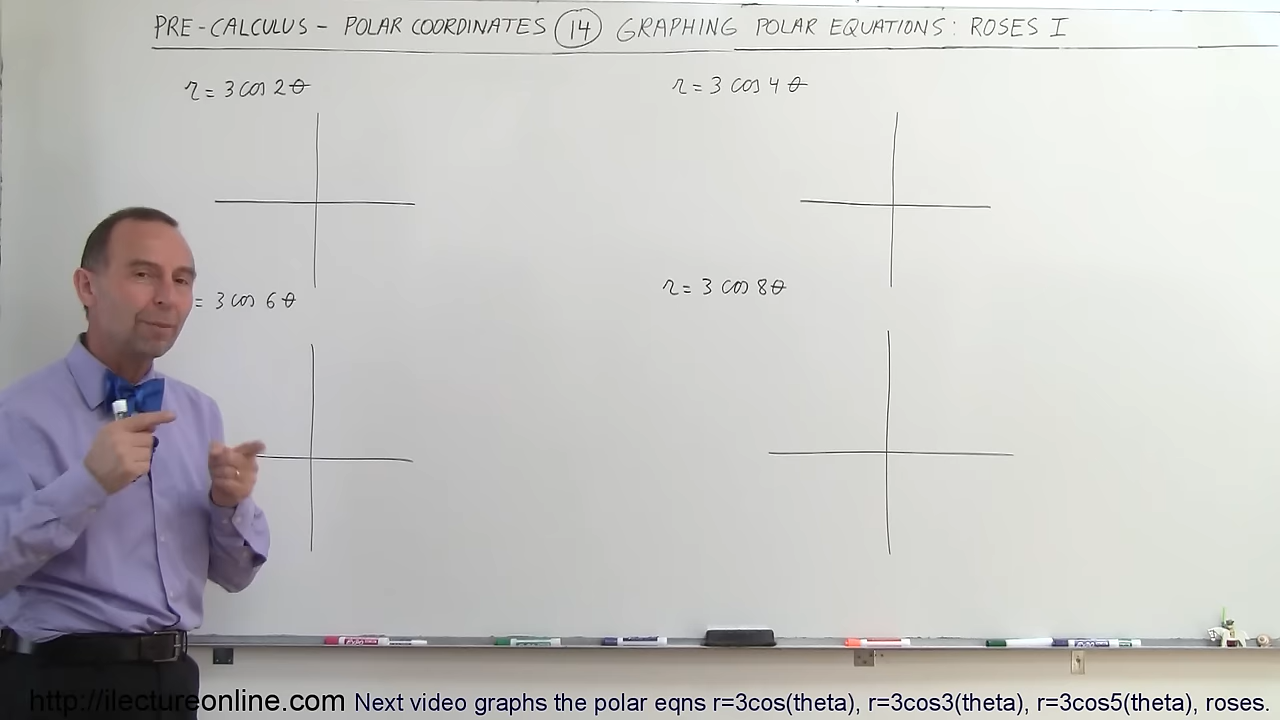 PRE-CALCULUS - POLAR COORDINATES 14 GRAPHING POLAR EQUATIONS: ROSES I
r = 3 cos 2θ
r = 3 cos 4θ
= 3 cos 6θ
r = 3 cos 8θ
http://ilectureonline.com Next video graphs the polar eqns r=3cos(theta), r=3cos3(theta), r=3cos5(theta), roses.